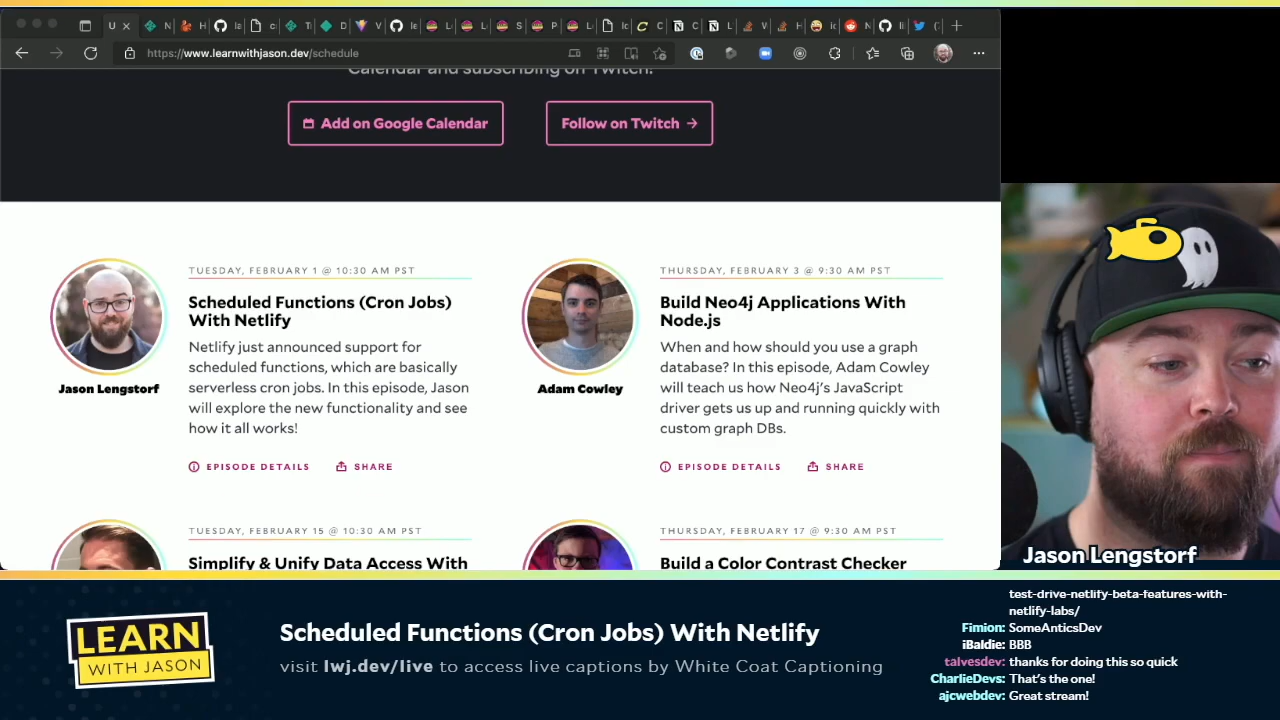 https://www.learnwithjason.dev/schedule
Calendar and subscribing on Twitch!
Add on Google Calendar
Follow on Twitch →
TUESDAY, FEBRUARY 1 @ 10:30 AM PST
Scheduled Functions (Cron Jobs)
With Netlify
Netlify just announced support for
scheduled functions, which are basically
serverless cron jobs. In this episode, Jason
will explore the new functionality and see
how it all works!
Jason Lengstorf
EPISODE DETAILS
SHARE
THURSDAY, FEBRUARY 3 @ 9:30 AM PST
Build Neo4j Applications With
Node.js
When and how should you use a graph
database? In this episode, Adam Cowley
will teach us how Neo4j's JavaScript
driver gets us up and running quickly with
custom graph DBs.
Adam Cowley
EPISODE DETAILS
SHARE
TUESDAY, FEBRUARY 15 @ 10:30 AM PST
Simplify & Unify Data Access With
THURSDAY, FEBRUARY 17 @ 9:30 AM PST
Build a Color Contrast Checker
Jason Lengstorf
LEARN
WITH JASON
Scheduled Functions (Cron Jobs) With Netlify
visit lwj.dev/live to access live captions by White Coat Captioning
test-drive-netlify-beta-features-with-
netlify-labs/
Fimion: SomeAnticsDev
iBaldie: BBB
talvesdev: thanks for doing this so quick
CharlieDevs: That's the one!
ajcwebdev: Great stream!